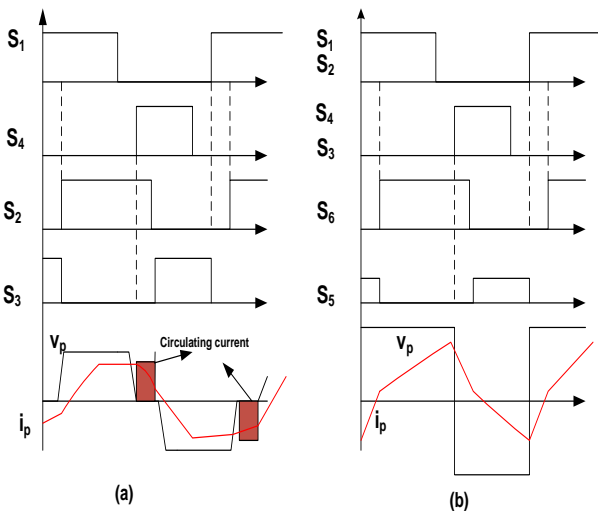 S₁
S₄
S₂
S₃
vₚ
Circulating current
iₚ
(a)
S₁
S₂
S₄
S₃
S₆
S₅
vₚ
iₚ
(b)